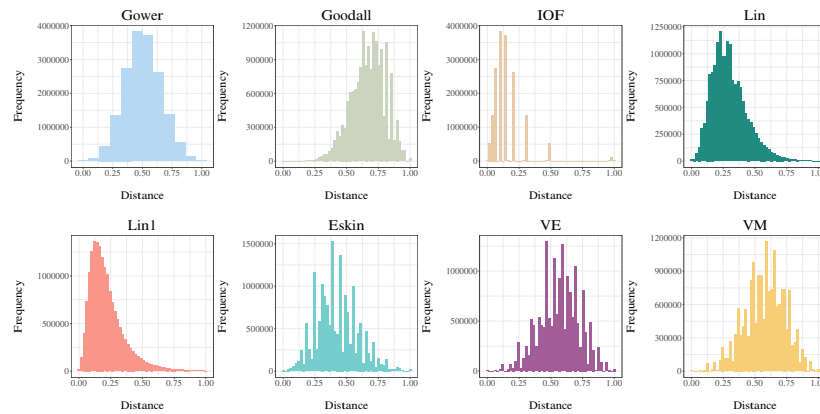 Gower Goodall IOF Lin
4000000 1200000 4000000 1250000
3000000 900000 3000000 1000000
2000000 600000 2000000 750000
1000000 300000 1000000 500000
250000
0 0 0 0
0.00 0.25 0.50 0.75 1.00 0.00 0.25 0.50 0.75 1.00 0.00 0.25 0.50 0.75 1.00 0.00 0.25 0.50 0.75 1.00
Frequency Frequency Frequency Frequency
Distance Distance Distance Distance
Lin1 Eskin VE VM
1000000 1500000 1000000 1200000
500000 1000000 500000 900000
500000 600000
300000
0 0 0 0
0.00 0.25 0.50 0.75 1.00 0.00 0.25 0.50 0.75 1.00 0.00 0.25 0.50 0.75 1.00 0.00 0.25 0.50 0.75 1.00
Frequency Frequency Frequency Frequency
Distance Distance Distance Distance